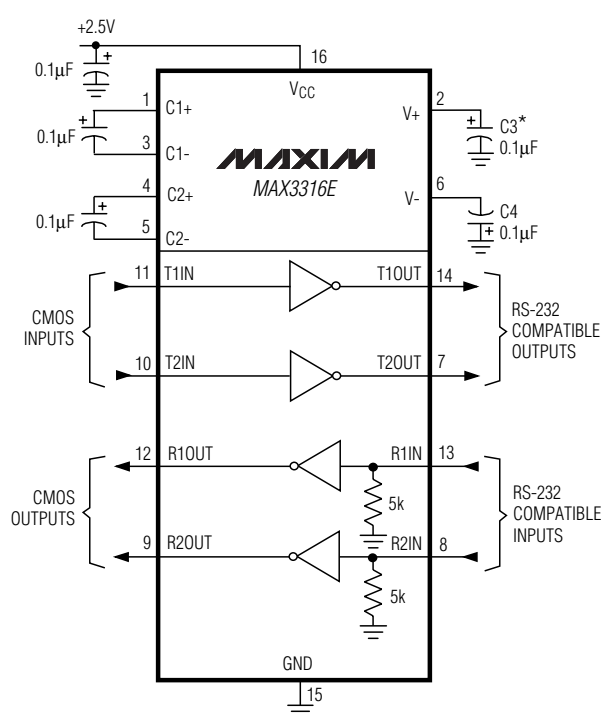 +2.5V
0.1µF
16
VCC
1
C1+
0.1µF
3
C1-
4
C2+
0.1µF
5
C2-
MAXIM
MAX3316E
2
V+
C3*
0.1µF
6
V-
C4
0.1µF
11
T1IN
T1OUT
14
CMOS
INPUTS
RS-232
COMPATIBLE
OUTPUTS
10
T2IN
T2OUT
7
12
R1OUT
R1IN
13
5k
CMOS
OUTPUTS
RS-232
COMPATIBLE
INPUTS
9
R2OUT
R2IN
8
5k
GND
15